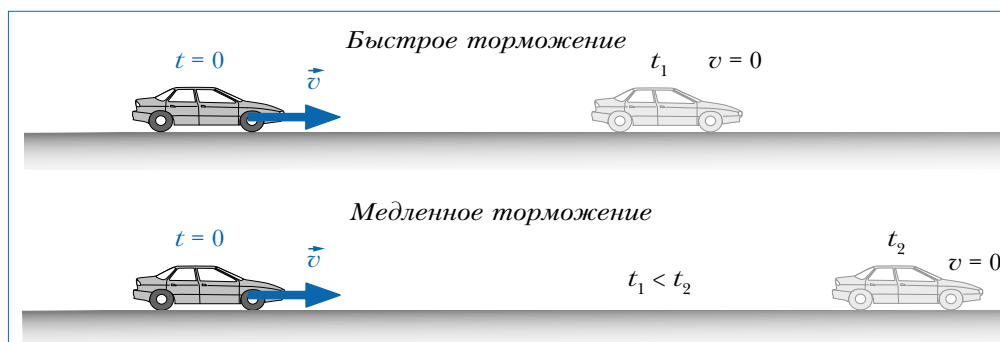 Быстрое торможение
t = 0
v⃗
t₁ v = 0
Медленное торможение
t = 0
v⃗
t₁ < t₂
t₂
v = 0